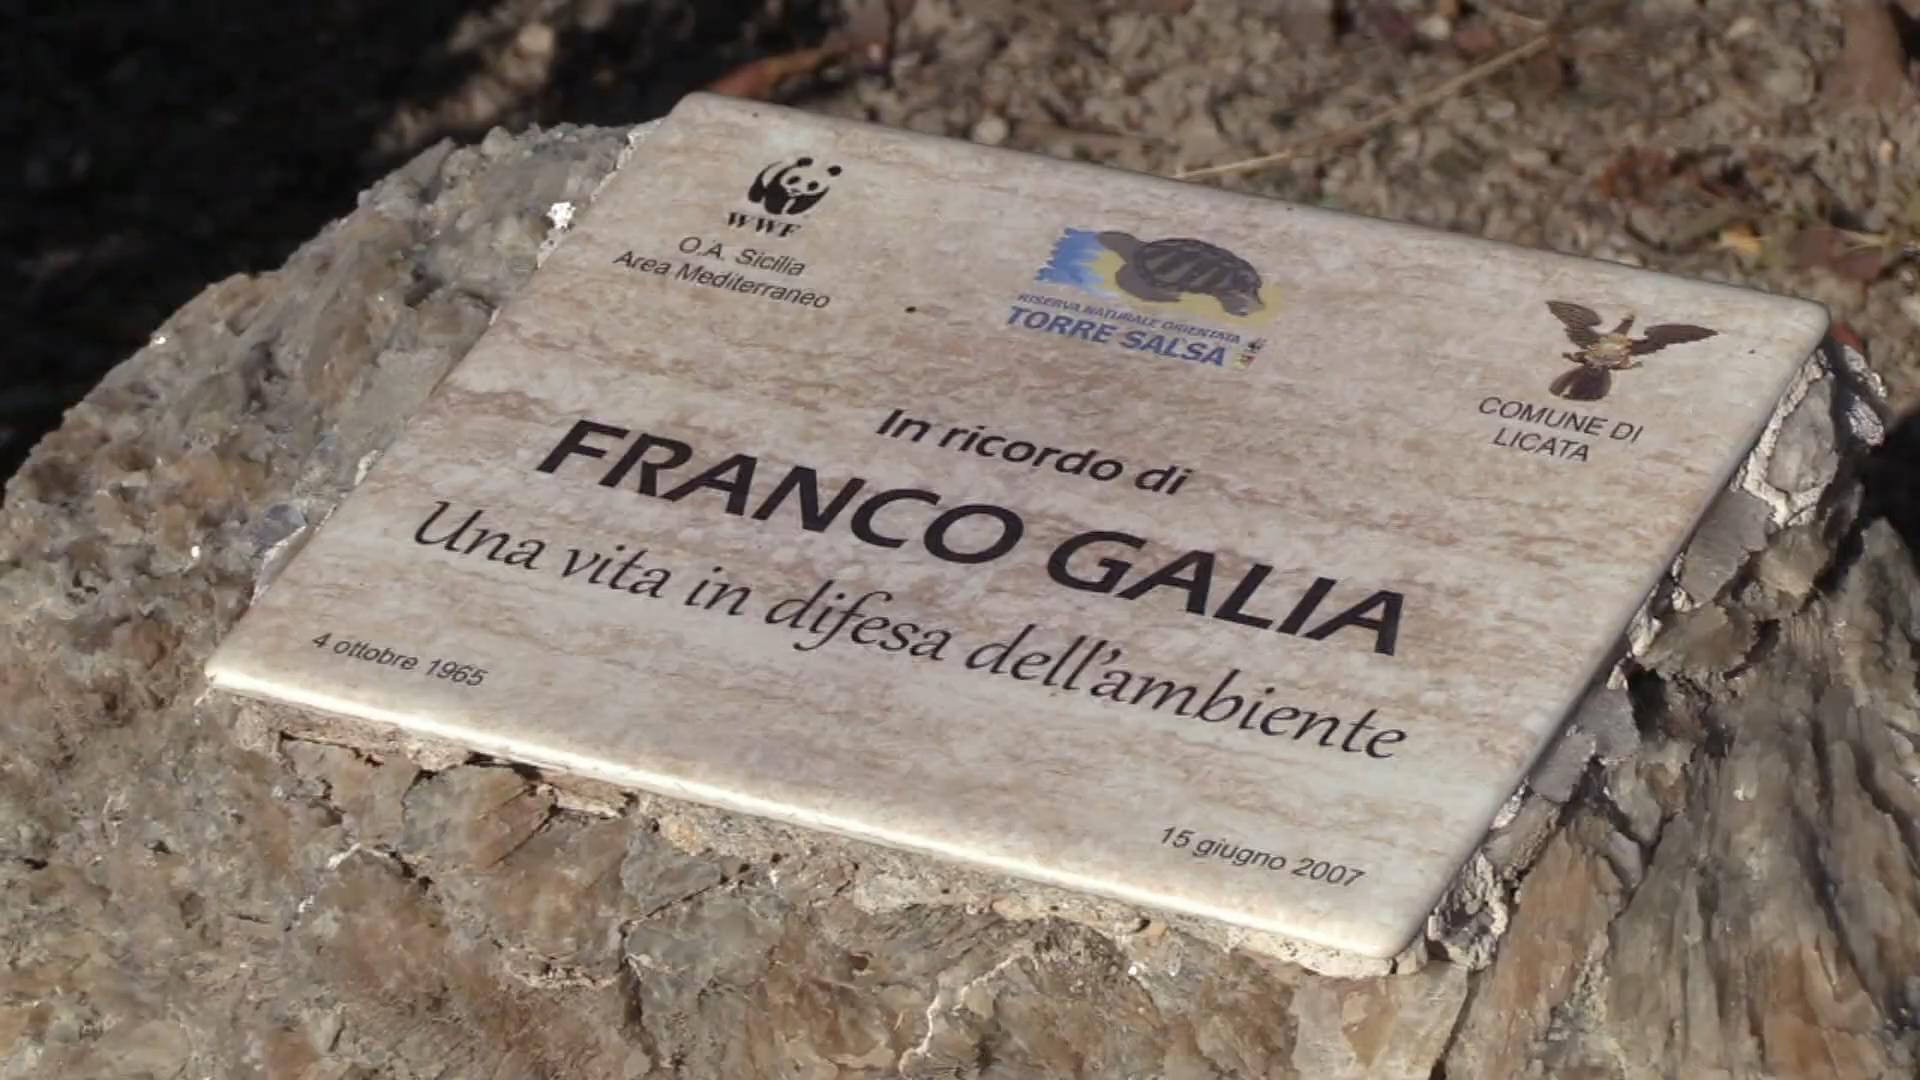 WWF
O.A. Sicilia
Area Mediterraneo
RISERVA NATURALE ORIENTATA
TORRE SALSA
COMUNE DI
LICATA
In ricordo di
FRANCO GALIA
Una vita in difesa dell'ambiente
4 ottobre 1965
15 giugno 2007